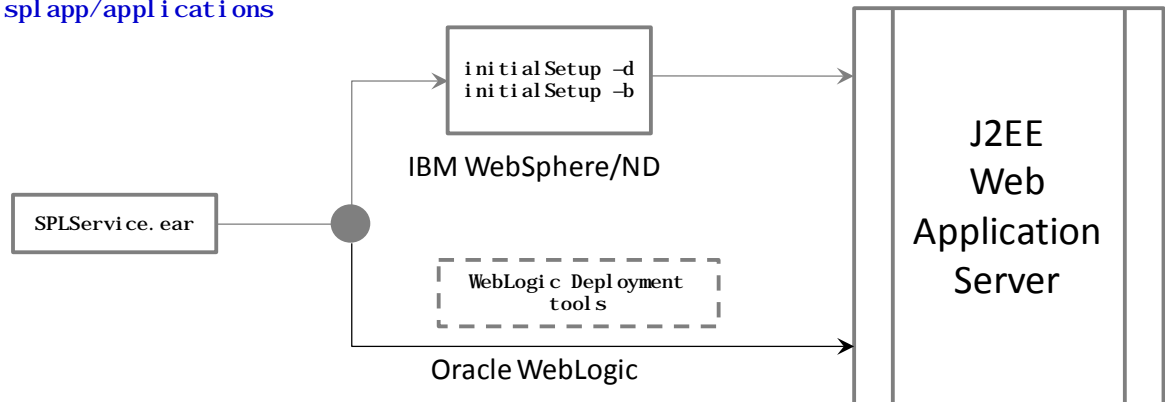 splapp/applications
initialSetup –d
initialSetup –b
IBM WebSphere/ND
SPLService.ear
WebLogic Deployment
tools
Oracle WebLogic
J2EE
Web
Application
Server